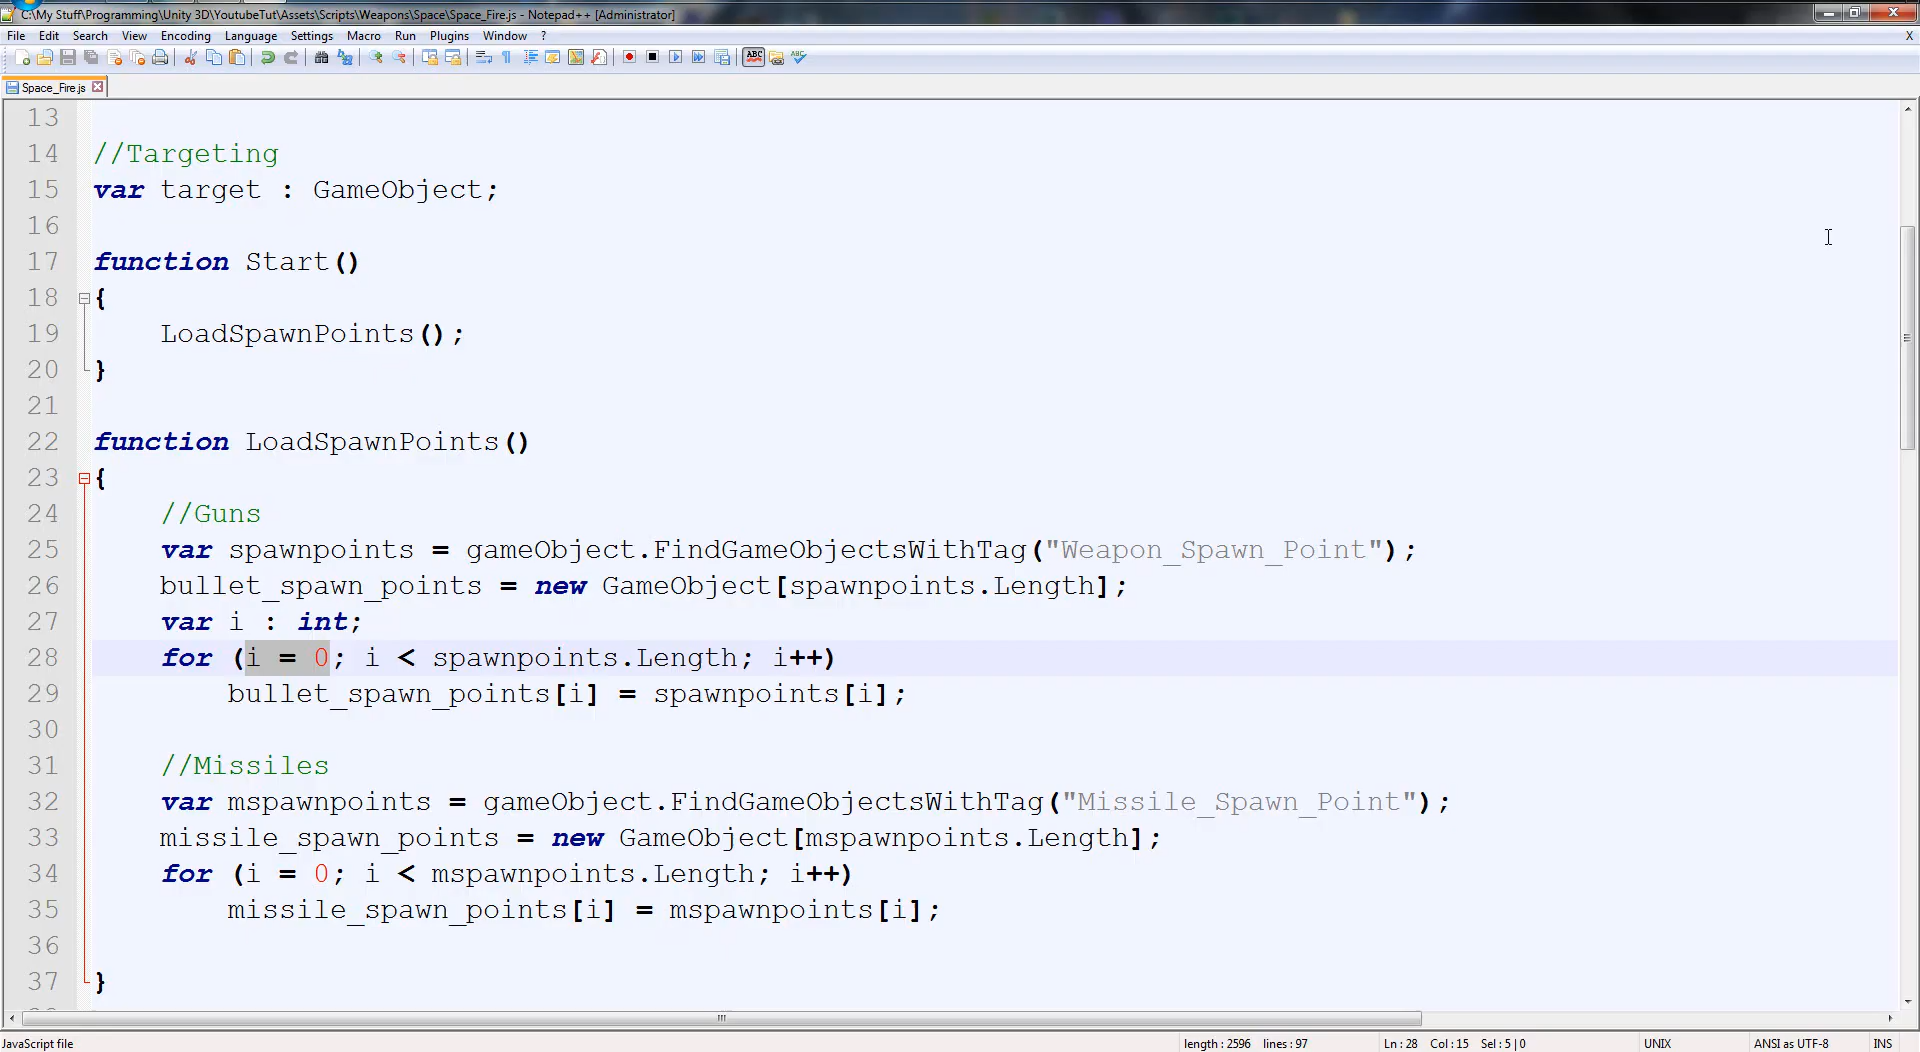 C:\My Stuff\Programming\Unity 3D\YoutubeTut\Assets\Scripts\Weapons\Space\Space_Fire.js - Notepad++ [Administrator]
File Edit Search View Encoding Language Settings Macro Run Plugins Window ? X
Space_Fire.js
13
14 //Targeting
15 var target : GameObject;
16
17 function Start()
18 {
19 LoadSpawnPoints();
20 }
21
22 function LoadSpawnPoints()
23 {
24 //Guns
25 var spawnpoints = gameObject.FindGameObjectsWithTag("Weapon_Spawn_Point");
26 bullet_spawn_points = new GameObject[spawnpoints.Length];
27 var i : int;
28 for (i = 0; i < spawnpoints.Length; i++)
29 bullet_spawn_points[i] = spawnpoints[i];
30
31 //Missiles
32 var mspawnpoints = gameObject.FindGameObjectsWithTag("Missile_Spawn_Point");
33 missile_spawn_points = new GameObject[mspawnpoints.Length];
34 for (i = 0; i < mspawnpoints.Length; i++)
35 missile_spawn_points[i] = mspawnpoints[i];
36
37 }
JavaScript file length : 2596 lines : 97 Ln : 28 Col : 15 Sel : 5 | 0 UNIX ANSI as UTF-8 INS